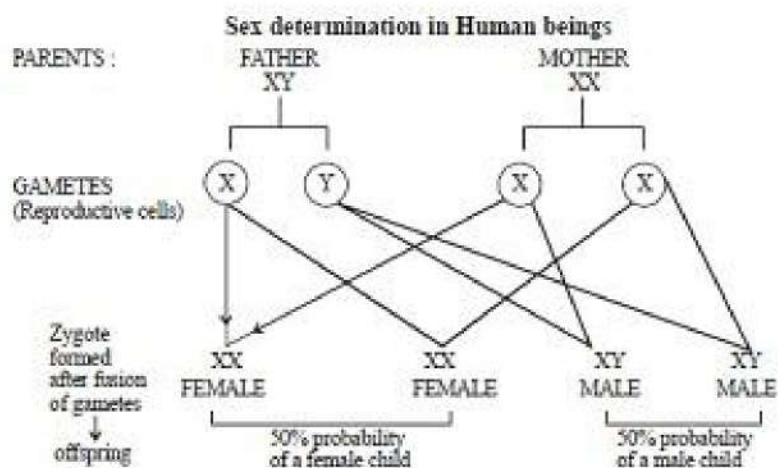 Sex determination in Human beings
PARENTS : FATHER MOTHER
XY XX
GAMETES
(Reproductive cells)
X Y X X
Zygote
formed
after fusion
of gametes
offspring
XX XX XY XY
FEMALE FEMALE MALE MALE
50% probability
of a female child
50% probability
of a male child